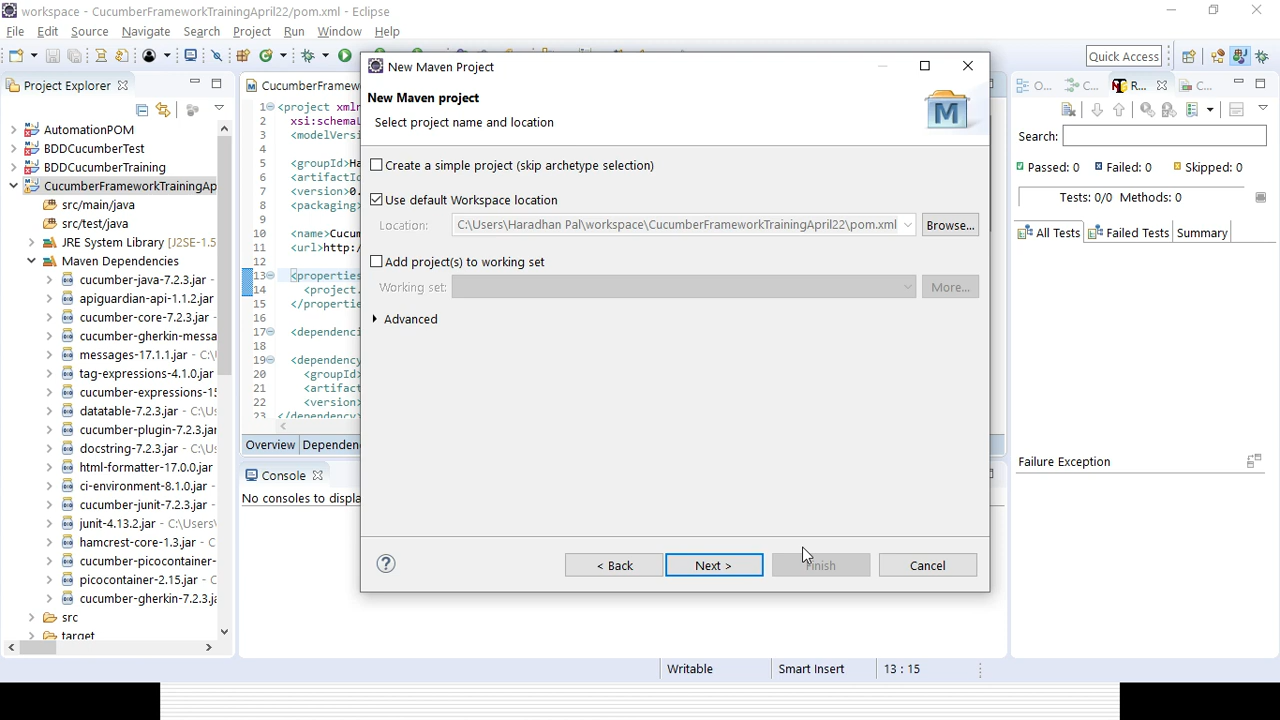 workspace - CucumberFrameworkTrainingApril22/pom.xml - Eclipse
File Edit Source Navigate Search Project Run Window Help
Quick Access
Project Explorer
AutomationPOM
BDDCucumberTest
BDDCucumberTraining
CucumberFrameworkTrainingAp
src/main/java
src/test/java
JRE System Library [J2SE-1.5
Maven Dependencies
cucumber-java-7.2.3.jar -
apiguardian-api-1.1.2.jar
cucumber-core-7.2.3.jar -
cucumber-gherkin-messa
messages-17.1.1.jar - C:\
tag-expressions-4.1.0.jar
cucumber-expressions-15
datatable-7.2.3.jar - C:\Us
cucumber-plugin-7.2.3.jar
docstring-7.2.3.jar - C:\Us
html-formatter-17.0.0.jar
ci-environment-8.1.0.jar -
cucumber-junit-7.2.3.jar -
junit-4.13.2.jar - C:\Users\
hamcrest-core-1.3.jar - C
cucumber-picocontainer-
picocontainer-2.15.jar - C
cucumber-gherkin-7.2.3.ja
src
target
CucumberFramew
1 <project xmlr
2 xsi:schemaL
3 <modelVersi
4
5 <groupId>Ha
6 <artifactId
7 <version>0.
8 <packaging>
9
10 <name>Cucum
11 <url>http:/
12
13 <properties
14 <project.
15 </propertie
16
17 <dependenci
18
19 <dependency
20 <groupId>
21 <artifact
22 <version>
23 </dependency>
Overview Dependen
Console
No consoles to displa
New Maven Project
New Maven project
Select project name and location
Create a simple project (skip archetype selection)
Use default Workspace location
Location: C:\Users\Haradhan Pal\workspace\CucumberFrameworkTrainingApril22\pom.xml Browse...
Add project(s) to working set
Working set: More...
Advanced
< Back Next > Finish Cancel
O... C... R... C...
Search:
Passed: 0 Failed: 0 Skipped: 0
Tests: 0/0 Methods: 0
All Tests Failed Tests Summary
Failure Exception
Writable Smart Insert 13 : 15